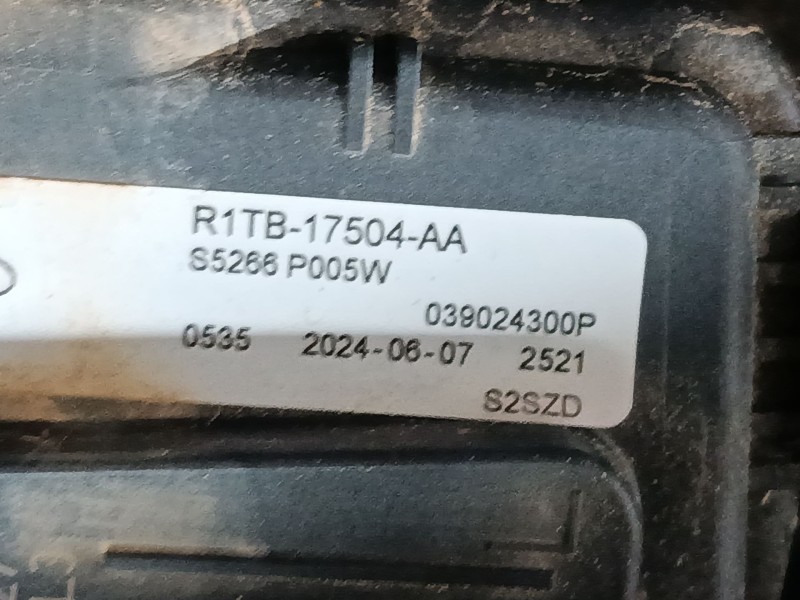 R1TB-17504-AA
S5266 P005W
039024300P
0535 2024-06-07 2521
S2SZD